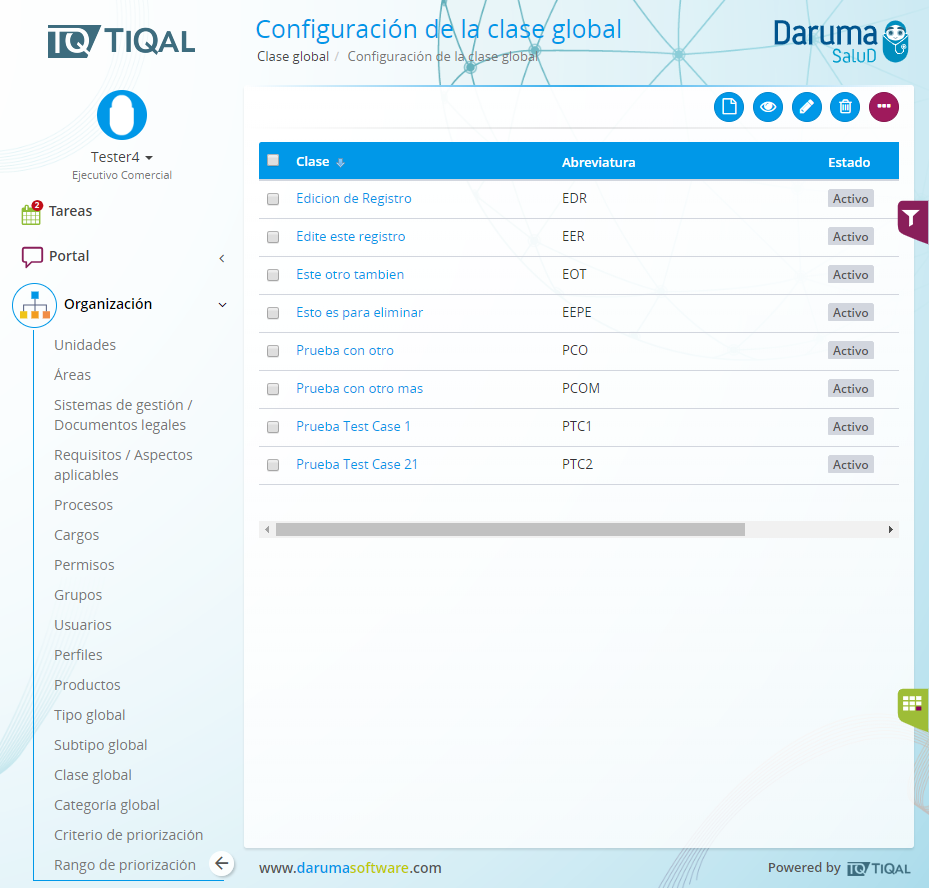 TQ TIQAL
Configuración de la clase global
Clase global / Configuración de la clase global
Daruma
SaluD
Tester4
Ejecutivo Comercial
2
Tareas
Portal
Organización
Unidades
Áreas
Sistemas de gestión /
Documentos legales
Requisitos / Aspectos
aplicables
Procesos
Cargos
Permisos
Grupos
Usuarios
Perfiles
Productos
Tipo global
Subtipo global
Clase global
Categoría global
Criterio de priorización
Rango de priorización
Clase Abreviatura Estado
Edicion de Registro EDR Activo
Edite este registro EER Activo
Este otro tambien EOT Activo
Esto es para eliminar EEPE Activo
Prueba con otro PCO Activo
Prueba con otro mas PCOM Activo
Prueba Test Case 1 PTC1 Activo
Prueba Test Case 21 PTC2 Activo
www.darumasoftware.com
Powered by TQ TIQAL